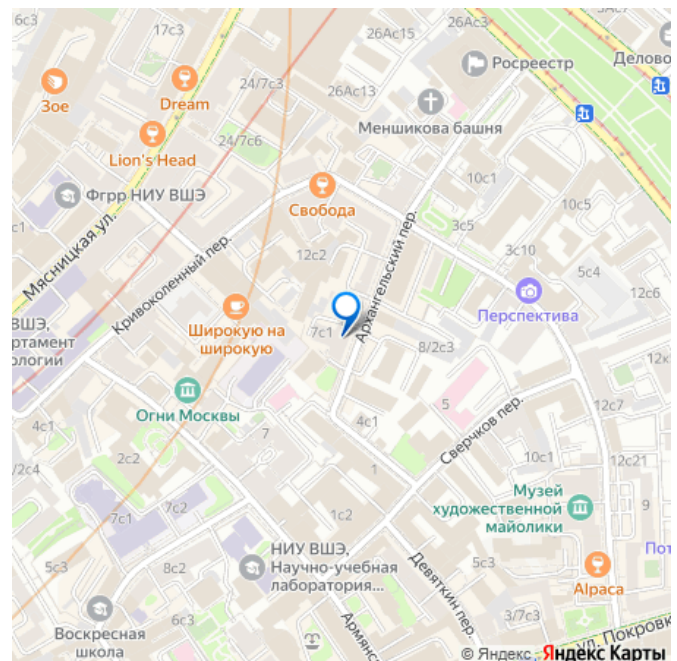 6с3
17с3
26Ас15
26Ас3
Делово
Росреестр
Зое
Dream
24/7с3
26Ас13
Меншикова башня
Lion's Head
24/7с6
Фгрр НИУ ВШЭ
10с1
Свобода
10с5
с1
3с5
12с2
3с10
Мясницкая ул.
Кривоколенный пер.
Архангельский пер.
5с4
12с6
Перспектива
ВШЭ,
артамент
ологии
Широкую на
широкую
7с1
8/2с3
12к
Огни Москвы
5
12с7
4с1
Сверчков пер.
7
4с1
2с2
/2с4
1
10с1
12с21
7с1
7с2
1с2
Музей
художественной
майолики
9
НИУ ВШЭ,
Научно-учебная
лаборатория...
5с3
8с2
Девяткин пер.
5с3
Пот
Alpaca
Воскресная
школа
6с3
Армянс
3/7с3
ул. Покровк
© Яндекс Яндекс Карты